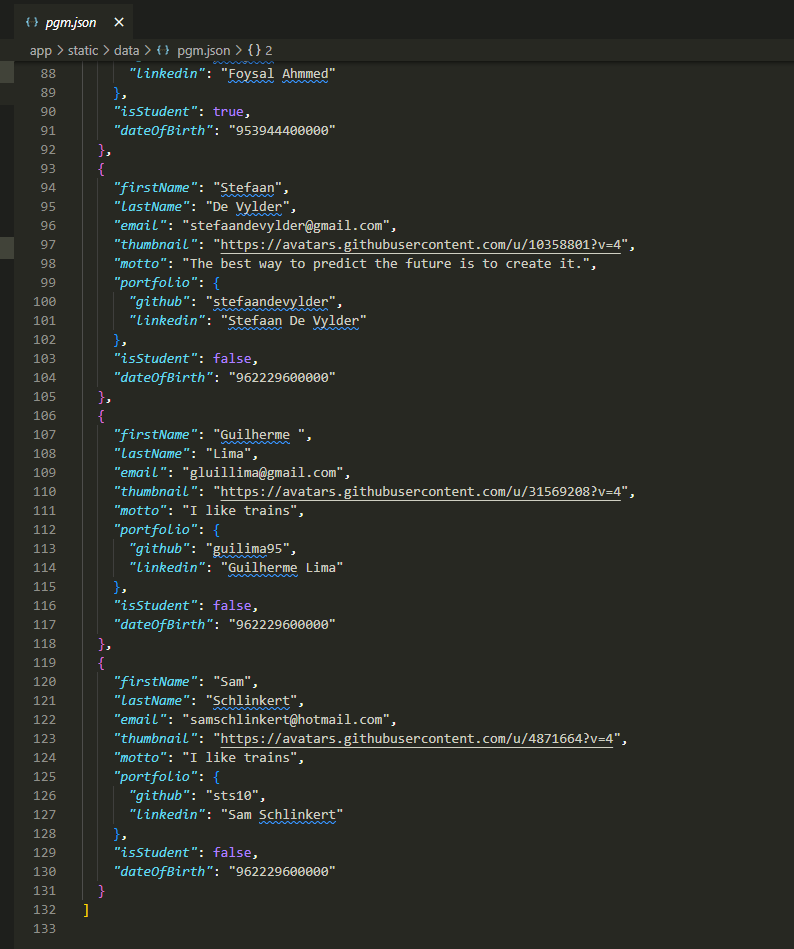 pgm.json
app > static > data > {} pgm.json > {} 2
88 "linkedin": "Foysal Ahmmed"
89 },
90 "isStudent": true,
91 "dateOfBirth": "953944400000"
92 },
93 {
94 "firstName": "Stefaan",
95 "lastName": "De Vylder",
96 "email": "stefaandevylder@gmail.com",
97 "thumbnail": "https://avatars.githubusercontent.com/u/10358801?v=4",
98 "motto": "The best way to predict the future is to create it.",
99 "portfolio": {
100 "github": "stefaandevylder",
101 "linkedin": "Stefaan De Vylder"
102 },
103 "isStudent": false,
104 "dateOfBirth": "962229600000"
105 },
106 {
107 "firstName": "Guilherme ",
108 "lastName": "Lima",
109 "email": "gluillima@gmail.com",
110 "thumbnail": "https://avatars.githubusercontent.com/u/31569208?v=4",
111 "motto": "I like trains",
112 "portfolio": {
113 "github": "guilima95",
114 "linkedin": "Guilherme Lima"
115 },
116 "isStudent": false,
117 "dateOfBirth": "962229600000"
118 },
119 {
120 "firstName": "Sam",
121 "lastName": "Schlinkert",
122 "email": "samschlinkert@hotmail.com",
123 "thumbnail": "https://avatars.githubusercontent.com/u/4871664?v=4",
124 "motto": "I like trains",
125 "portfolio": {
126 "github": "sts10",
127 "linkedin": "Sam Schlinkert"
128 },
129 "isStudent": false,
130 "dateOfBirth": "962229600000"
131 }
132 ]
133